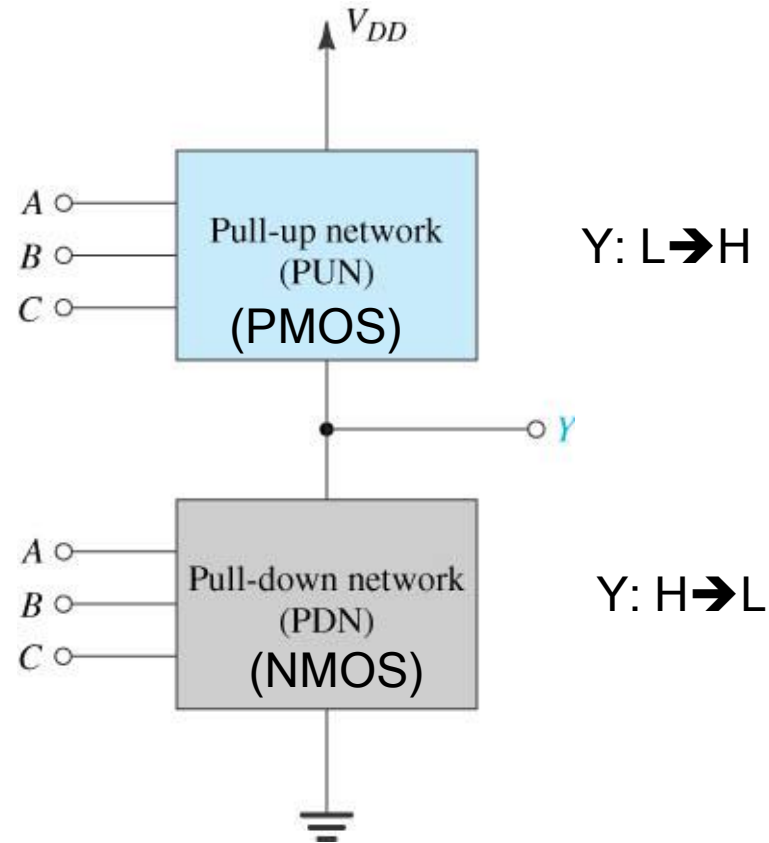 V_DD
A
Pull-up network
B
(PUN)
Y: L➔H
C
(PMOS)
Y
A
Pull-down network
B
(PDN)
Y: H➔L
C
(NMOS)